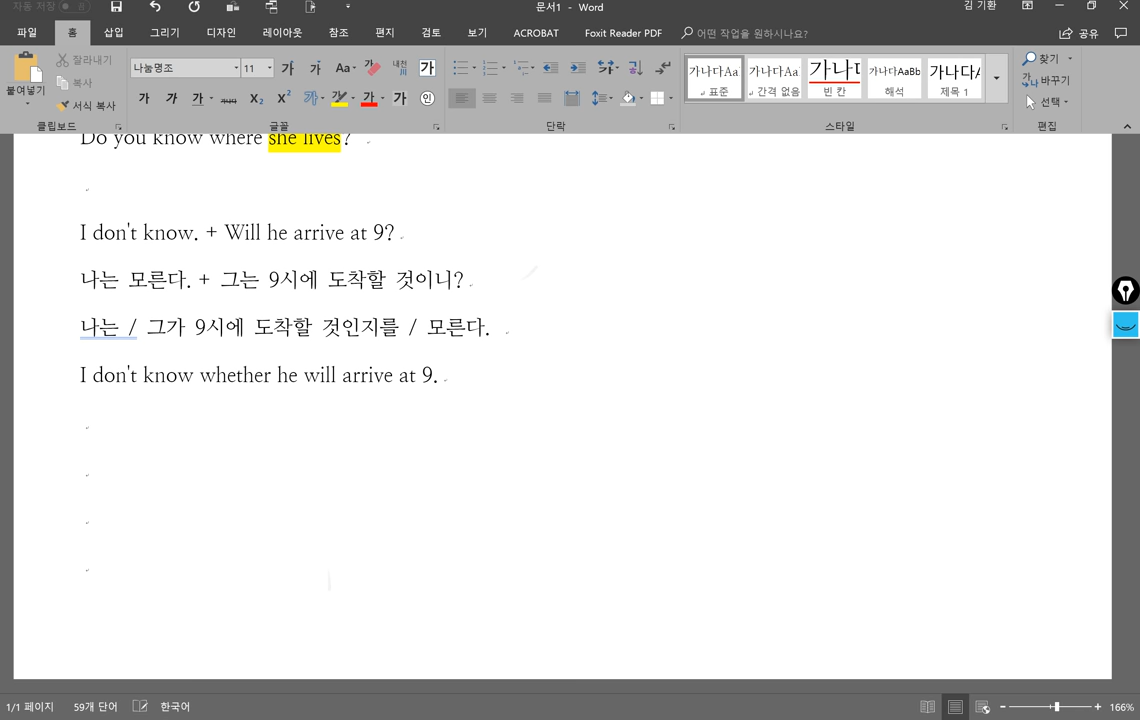 자동 저장
문서1 - Word
김 기환
파일 홈 삽입 그리기 디자인 레이아웃 참조 편지 검토 보기 ACROBAT Foxit Reader PDF 어떤 작업을 원하시나요? 공유
붙여넣기
잘라내기
복사
서식 복사
클립보드
나눔명조 11 가 가 Aa 내천 가
가 가 가 가가가 X₂ X² 가 가 가 가 인
글꼴
단락
가나다Aa 가나다Aa 가나다 가나다AaBb 가나다A
표준 간격 없음 빈 칸 해석 제목 1
스타일
찾기
바꾸기
선택
편집
Do you know where she lives?
I don't know. + Will he arrive at 9?
나는 모른다. + 그는 9시에 도착할 것이니?
나는 / 그가 9시에 도착할 것인지를 / 모른다.
I don't know whether he will arrive at 9.
1/1 페이지 59개 단어 한국어 166%